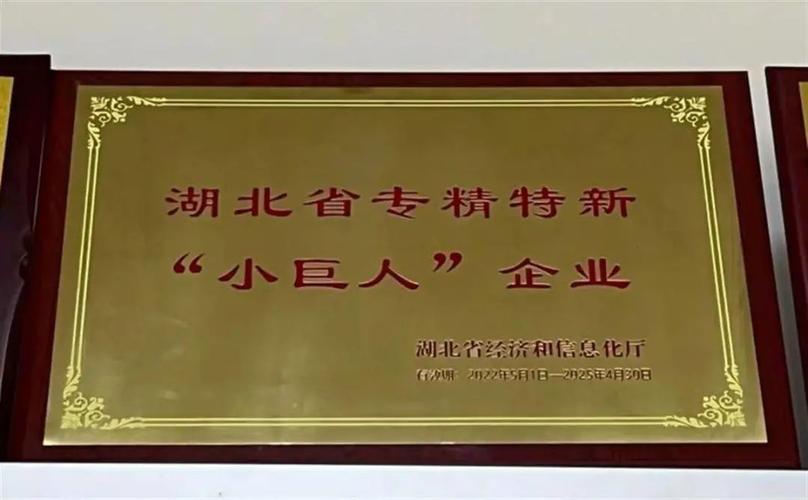 湖北省专精特新
“小巨人”企业
湖北省经济和信息化厅
有效期：2022年5月1日—2025年4月30日